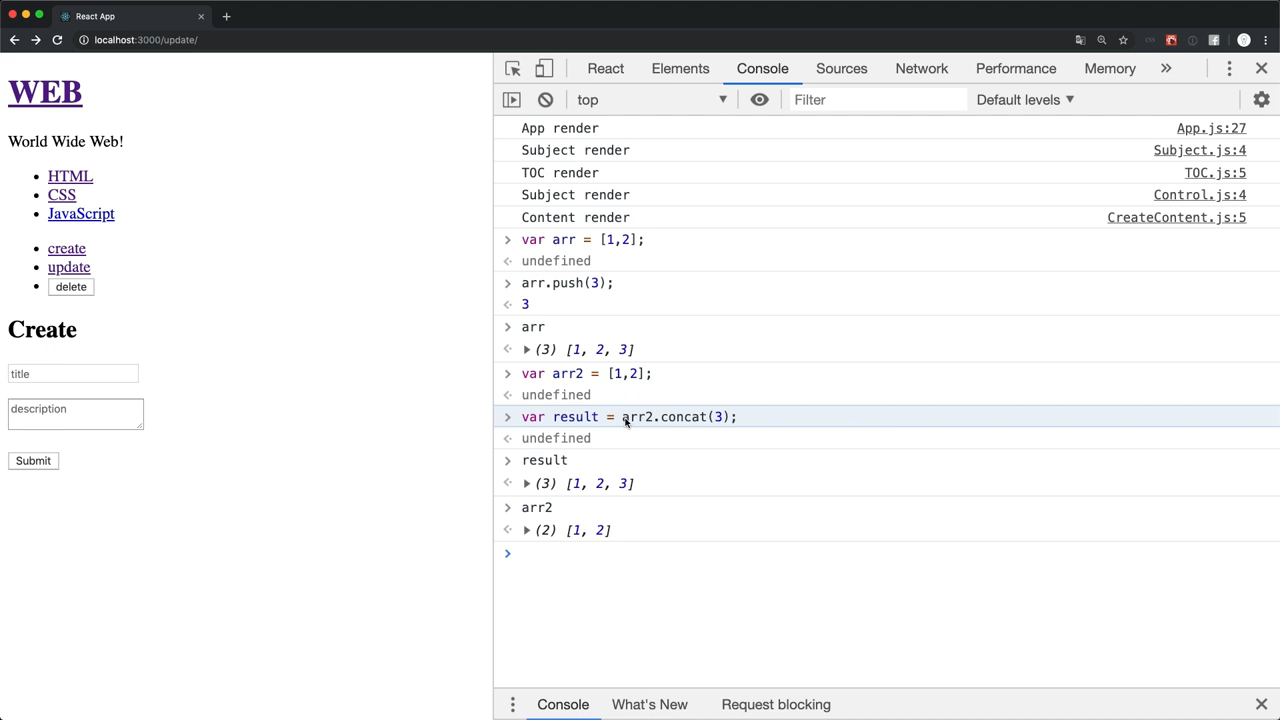 React App
localhost:3000/update/
WEB
World Wide Web!
HTML
CSS
JavaScript
create
update
delete
Create
title
description
Submit
React Elements Console Sources Network Performance Memory
top Filter Default levels
App render App.js:27
Subject render Subject.js:4
TOC render TOC.js:5
Subject render Control.js:4
Content render CreateContent.js:5
var arr = [1,2];
undefined
arr.push(3);
3
arr
(3) [1, 2, 3]
var arr2 = [1,2];
undefined
var result = arr2.concat(3);
undefined
result
(3) [1, 2, 3]
arr2
(2) [1, 2]
Console What's New Request blocking